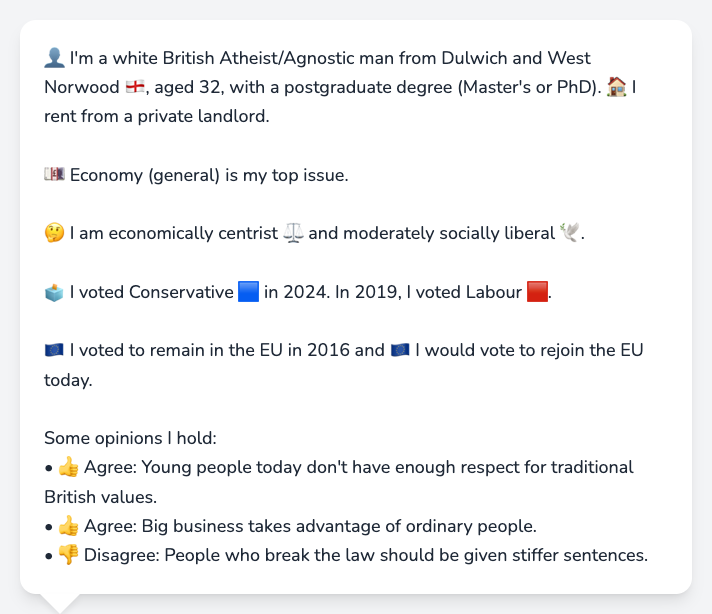 👤 I'm a white British Atheist/Agnostic man from Dulwich and West
Norwood 🏴󠁧󠁢󠁥󠁮󠁧󠁿, aged 32, with a postgraduate degree (Master's or PhD). 🏠 I
rent from a private landlord.
💷 Economy (general) is my top issue.
🤔 I am economically centrist ⚖️ and moderately socially liberal 🕊️.
🗳️ I voted Conservative 🟦 in 2024. In 2019, I voted Labour 🟥.
🇪🇺 I voted to remain in the EU in 2016 and 🇪🇺 I would vote to rejoin the EU
today.
Some opinions I hold:
• 👍 Agree: Young people today don't have enough respect for traditional
British values.
• 👍 Agree: Big business takes advantage of ordinary people.
• 👎 Disagree: People who break the law should be given stiffer sentences.